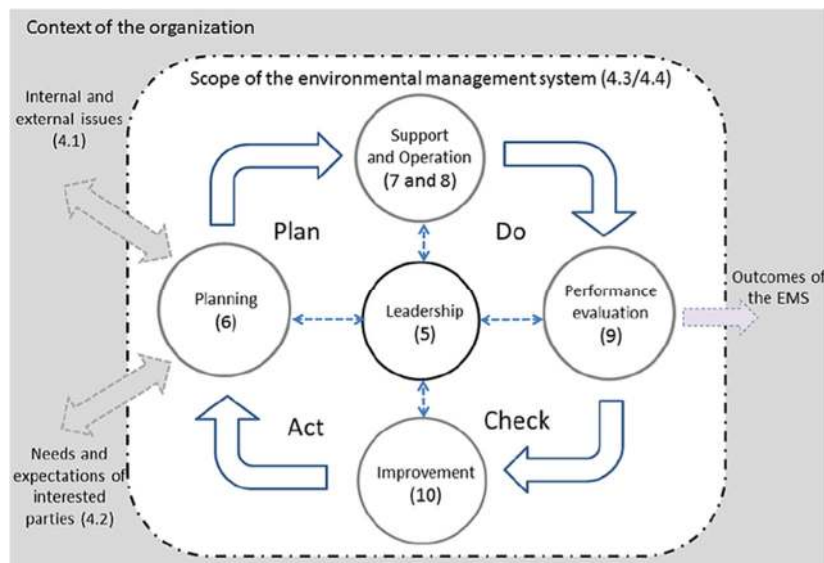 Context of the organization
Scope of the environmental management system (4.3/4.4)
Internal and
external issues
(4.1)
Support
and Operation
(7 and 8)
Plan
Do
Planning
(6)
Leadership
(5)
Performance
evaluation
(9)
Outcomes of
the EMS
Act
Check
Improvement
(10)
Needs and
expectations of
interested
parties (4.2)